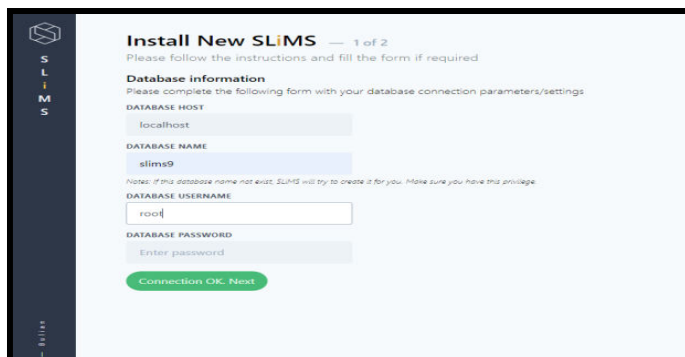 S
L
i
M
S
— Bulian
Install New SLiMS — 1 of 2
Please follow the instructions and fill the form if required
Database information
Please complete the following form with your database connection parameters/settings
DATABASE HOST
localhost
DATABASE NAME
slims9
Notes: If this database name not exist, SLiMS will try to create it for you. Make sure you have this privilege.
DATABASE USERNAME
root
DATABASE PASSWORD
Enter password
Connection OK. Next